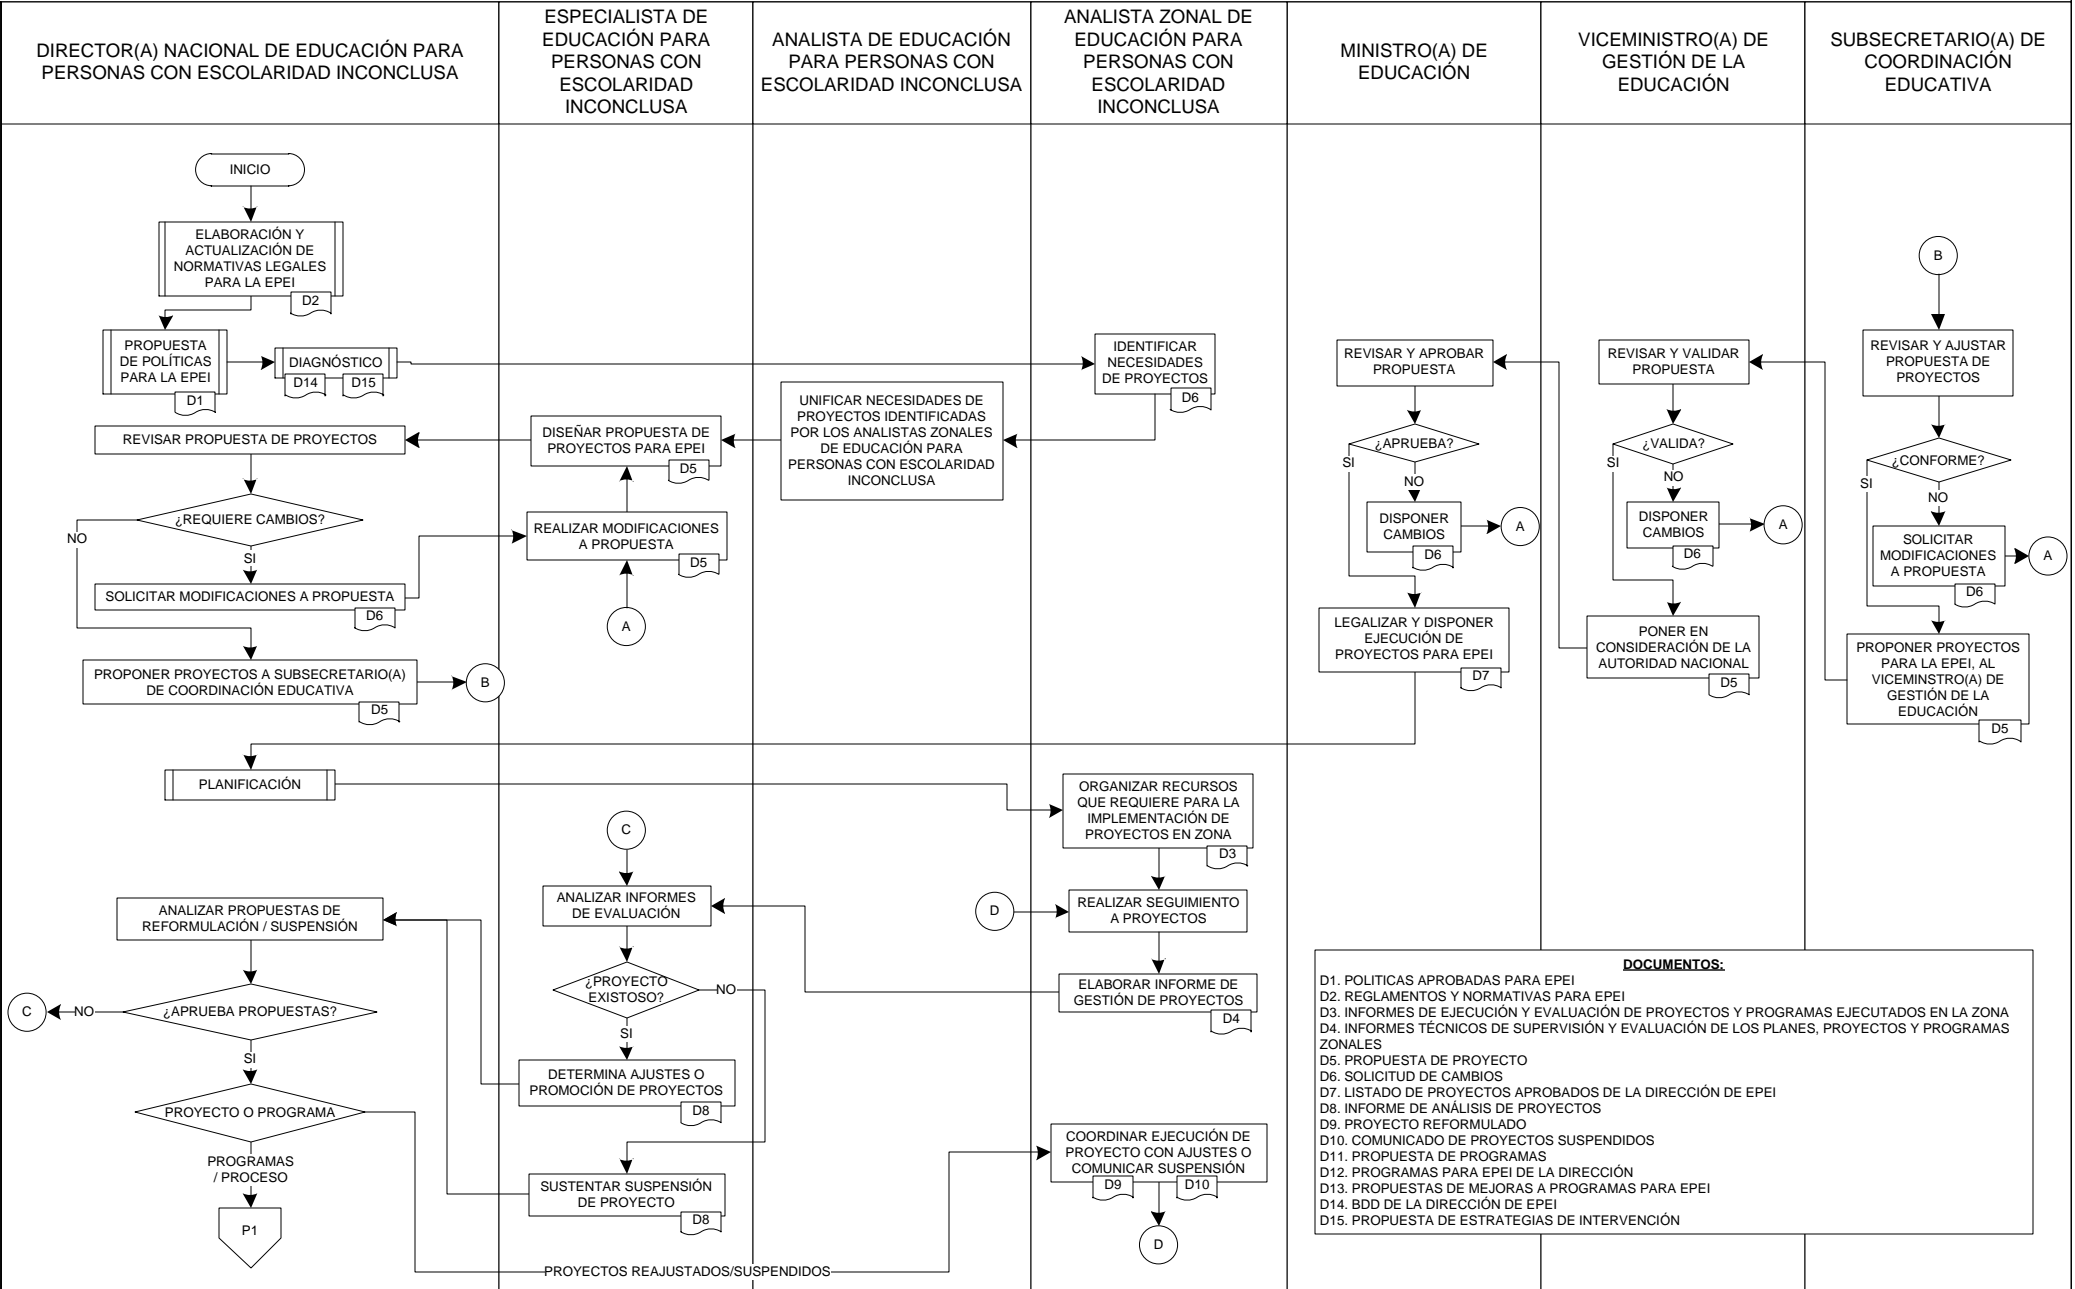 DIRECTOR(A) NACIONAL DE EDUCACIÓN PARA
PERSONAS CON ESCOLARIDAD INCONCLUSA
ESPECIALISTA DE
EDUCACIÓN PARA
PERSONAS CON
ESCOLARIDAD
INCONCLUSA
ANALISTA DE EDUCACIÓN
PARA PERSONAS CON
ESCOLARIDAD INCONCLUSA
ANALISTA ZONAL DE
EDUCACIÓN PARA
PERSONAS CON
ESCOLARIDAD
INCONCLUSA
MINISTRO(A) DE
EDUCACIÓN
VICEMINISTRO(A) DE
GESTIÓN DE LA
EDUCACIÓN
SUBSECRETARIO(A) DE
COORDINACIÓN
EDUCATIVA
INICIO
ELABORACIÓN Y
ACTUALIZACIÓN DE
NORMATIVAS LEGALES
PARA LA EPEI
D2
PROPUESTA
DE POLÍTICAS
PARA LA EPEI
D1
DIAGNÓSTICO
D14
D15
REVISAR PROPUESTA DE PROYECTOS
¿REQUIERE CAMBIOS?
NO
SI
SOLICITAR MODIFICACIONES A PROPUESTA
D6
PROPONER PROYECTOS A SUBSECRETARIO(A)
DE COORDINACIÓN EDUCATIVA
D5
B
PLANIFICACIÓN
ANALIZAR PROPUESTAS DE
REFORMULACIÓN / SUSPENSIÓN
¿APRUEBA PROPUESTAS?
NO
C
SI
PROYECTO O PROGRAMA
PROGRAMAS
/ PROCESO
P1
PROYECTOS REAJUSTADOS/SUSPENDIDOS
DISEÑAR PROPUESTA DE
PROYECTOS PARA EPEI
D5
REALIZAR MODIFICACIONES
A PROPUESTA
D5
A
C
ANALIZAR INFORMES
DE EVALUACIÓN
¿PROYECTO
EXISTOSO?
NO
SI
DETERMINA AJUSTES O
PROMOCIÓN DE PROYECTOS
D8
SUSTENTAR SUSPENSIÓN
DE PROYECTO
D8
UNIFICAR NECESIDADES DE
PROYECTOS IDENTIFICADAS
POR LOS ANALISTAS ZONALES
DE EDUCACIÓN PARA
PERSONAS CON ESCOLARIDAD
INCONCLUSA
IDENTIFICAR
NECESIDADES
DE PROYECTOS
D6
ORGANIZAR RECURSOS
QUE REQUIERE PARA LA
IMPLEMENTACIÓN DE
PROYECTOS EN ZONA
D3
D
REALIZAR SEGUIMIENTO
A PROYECTOS
ELABORAR INFORME DE
GESTIÓN DE PROYECTOS
D4
COORDINAR EJECUCIÓN DE
PROYECTO CON AJUSTES O
COMUNICAR SUSPENSIÓN
D9
D10
D
REVISAR Y APROBAR
PROPUESTA
¿APRUEBA?
SI
NO
DISPONER
CAMBIOS
D6
A
LEGALIZAR Y DISPONER
EJECUCIÓN DE
PROYECTOS PARA EPEI
D7
REVISAR Y VALIDAR
PROPUESTA
¿VALIDA?
SI
NO
DISPONER
CAMBIOS
D6
A
PONER EN
CONSIDERACIÓN DE LA
AUTORIDAD NACIONAL
D5
B
REVISAR Y AJUSTAR
PROPUESTA DE
PROYECTOS
¿CONFORME?
SI
NO
SOLICITAR
MODIFICACIONES
A PROPUESTA
D6
A
PROPONER PROYECTOS
PARA LA EPEI, AL
VICEMINSTRO(A) DE
GESTIÓN DE LA
EDUCACIÓN
D5
DOCUMENTOS:
D1. POLITICAS APROBADAS PARA EPEI
D2. REGLAMENTOS Y NORMATIVAS PARA EPEI
D3. INFORMES DE EJECUCIÓN Y EVALUACIÓN DE PROYECTOS Y PROGRAMAS EJECUTADOS EN LA ZONA
D4. INFORMES TÉCNICOS DE SUPERVISIÓN Y EVALUACIÓN DE LOS PLANES, PROYECTOS Y PROGRAMAS
ZONALES
D5. PROPUESTA DE PROYECTO
D6. SOLICITUD DE CAMBIOS
D7. LISTADO DE PROYECTOS APROBADOS DE LA DIRECCIÓN DE EPEI
D8. INFORME DE ANÁLISIS DE PROYECTOS
D9. PROYECTO REFORMULADO
D10. COMUNICADO DE PROYECTOS SUSPENDIDOS
D11. PROPUESTA DE PROGRAMAS
D12. PROGRAMAS PARA EPEI DE LA DIRECCIÓN
D13. PROPUESTAS DE MEJORAS A PROGRAMAS PARA EPEI
D14. BDD DE LA DIRECCIÓN DE EPEI
D15. PROPUESTA DE ESTRATEGIAS DE INTERVENCIÓN